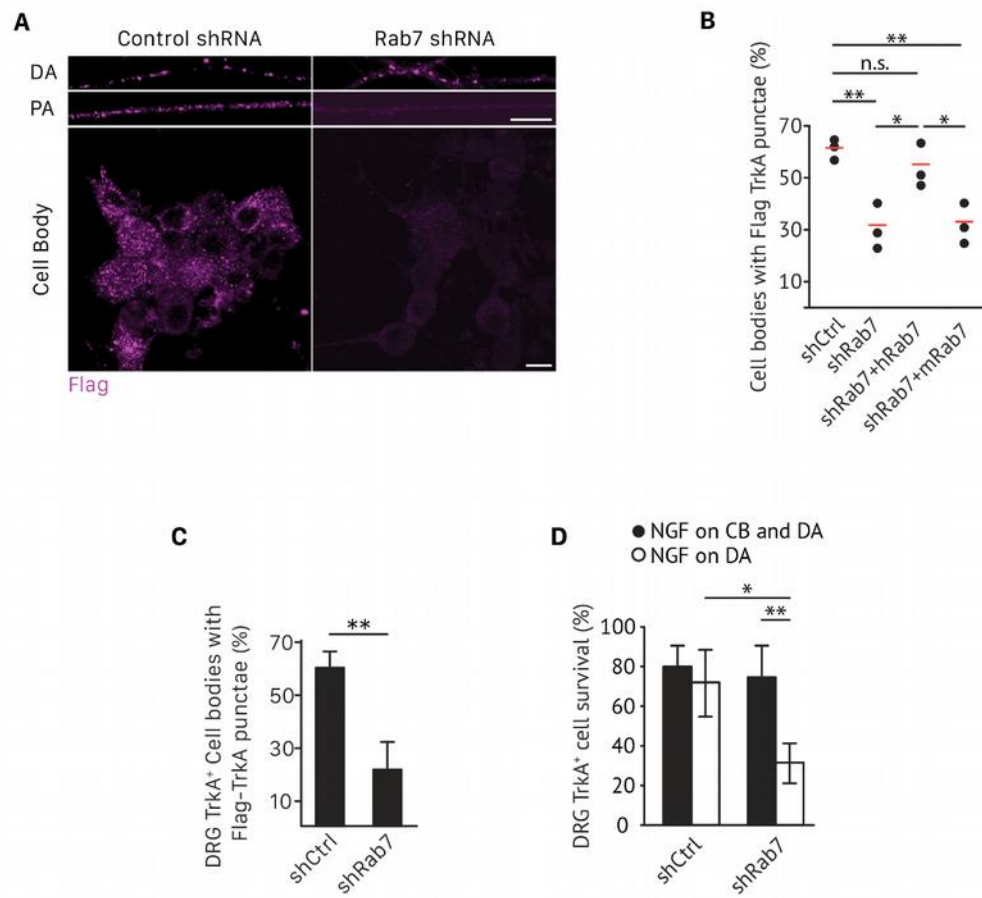 A
Control shRNA
Rab7 shRNA
DA
PA
Cell Body
Flag
B
Cell bodies with Flag TrkA punctae (%)
**
n.s.
**
*
*
70
50
30
10
shCtrl
shRab7
shRab7+hRab7
shRab7+mRab7
C
DRG TrkA⁺ Cell bodies with
Flag-TrkA punctae (%)
**
70
50
30
10
shCtrl
shRab7
D
NGF on CB and DA
NGF on DA
DRG TrkA⁺ cell survival (%)
*
**
100
80
60
40
20
0
shCtrl
shRab7